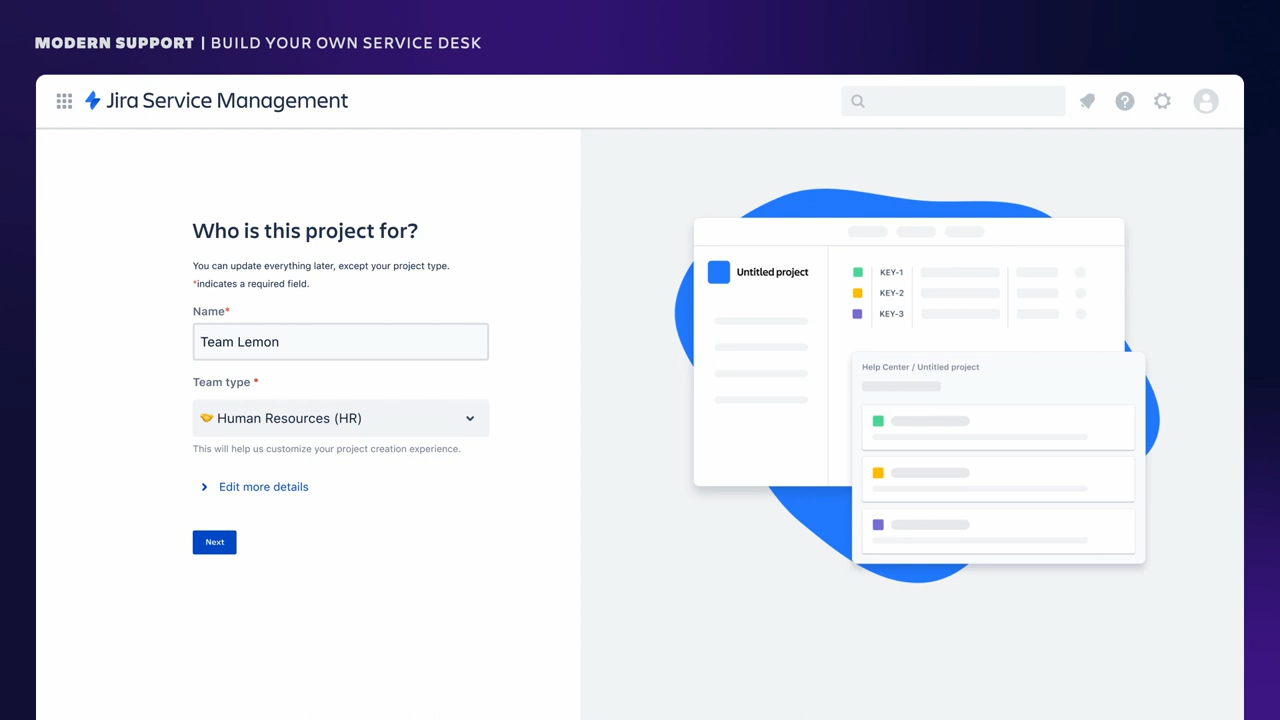 MODERN SUPPORT | BUILD YOUR OWN SERVICE DESK
Jira Service Management
Who is this project for?
You can update everything later, except your project type.
*indicates a required field.
Name*
Team Lemon
Team type *
Human Resources (HR)
This will help us customize your project creation experience.
Edit more details
Next
Untitled project
KEY-1
KEY-2
KEY-3
Help Center / Untitled project